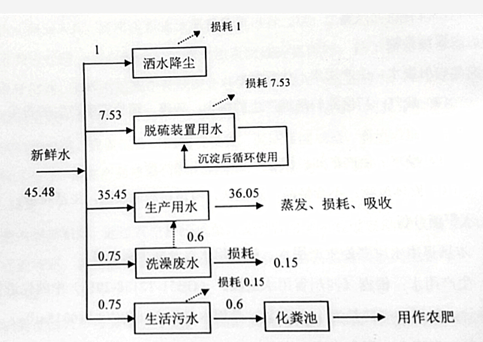 损耗 1
1
洒水降尘
损耗 7.53
7.53
脱硫装置用水
新鲜水
沉淀后循环使用
45.48
35.45
生产用水
36.05
蒸发、损耗、吸收
0.6
0.75
洗澡废水
损耗
0.15
损耗 0.15
0.75
生活污水
0.6
化粪池
用作农肥